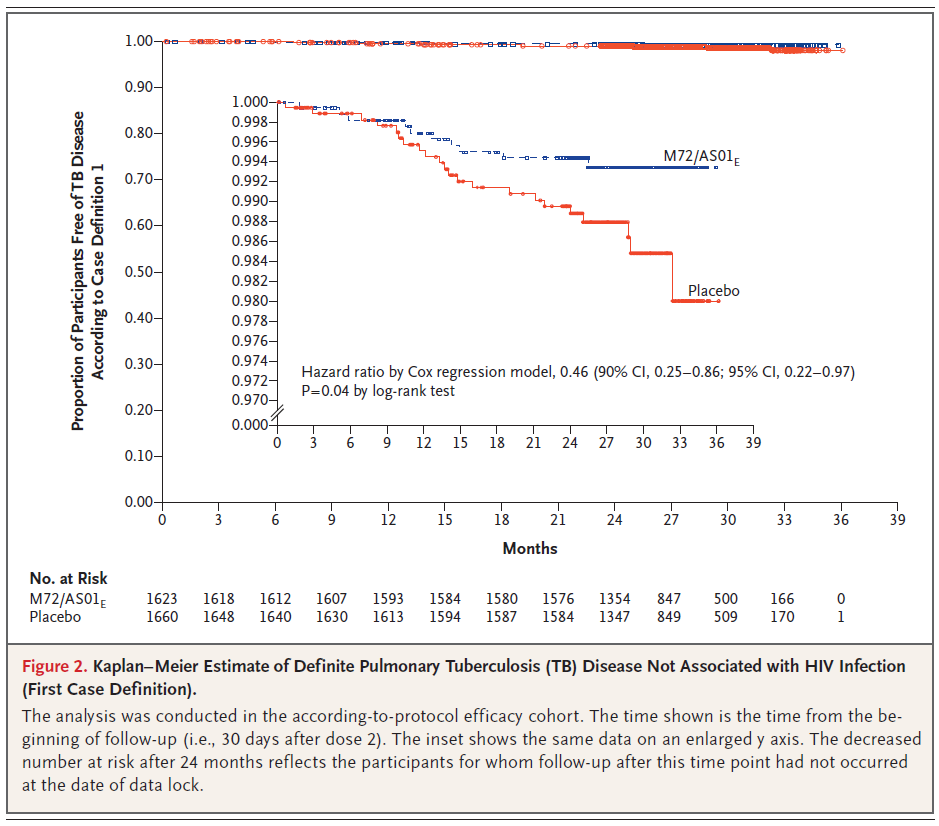 Proportion of Participants Free of TB Disease
According to Case Definition 1
1.00
0.90
0.80
0.70
0.60
0.50
0.40
0.30
0.20
0.10
0.00
1.000
0.998
0.996
0.994
0.992
0.990
0.988
0.986
0.984
0.982
0.980
0.978
0.976
0.974
0.972
0.970
0.000
M72/AS01E
Placebo
Hazard ratio by Cox regression model, 0.46 (90% CI, 0.25–0.86; 95% CI, 0.22–0.97)
P=0.04 by log-rank test
0 3 6 9 12 15 18 21 24 27 30 33 36 39
0 3 6 9 12 15 18 21 24 27 30 33 36 39
Months
No. at Risk
M72/AS01E 1623 1618 1612 1607 1593 1584 1580 1576 1354 847 500 166 0
Placebo 1660 1648 1640 1630 1613 1594 1587 1584 1347 849 509 170 1
Figure 2. Kaplan–Meier Estimate of Definite Pulmonary Tuberculosis (TB) Disease Not Associated with HIV Infection
(First Case Definition).
The analysis was conducted in the according-to-protocol efficacy cohort. The time shown is the time from the be-
ginning of follow-up (i.e., 30 days after dose 2). The inset shows the same data on an enlarged y axis. The decreased
number at risk after 24 months reflects the participants for whom follow-up after this time point had not occurred
at the date of data lock.